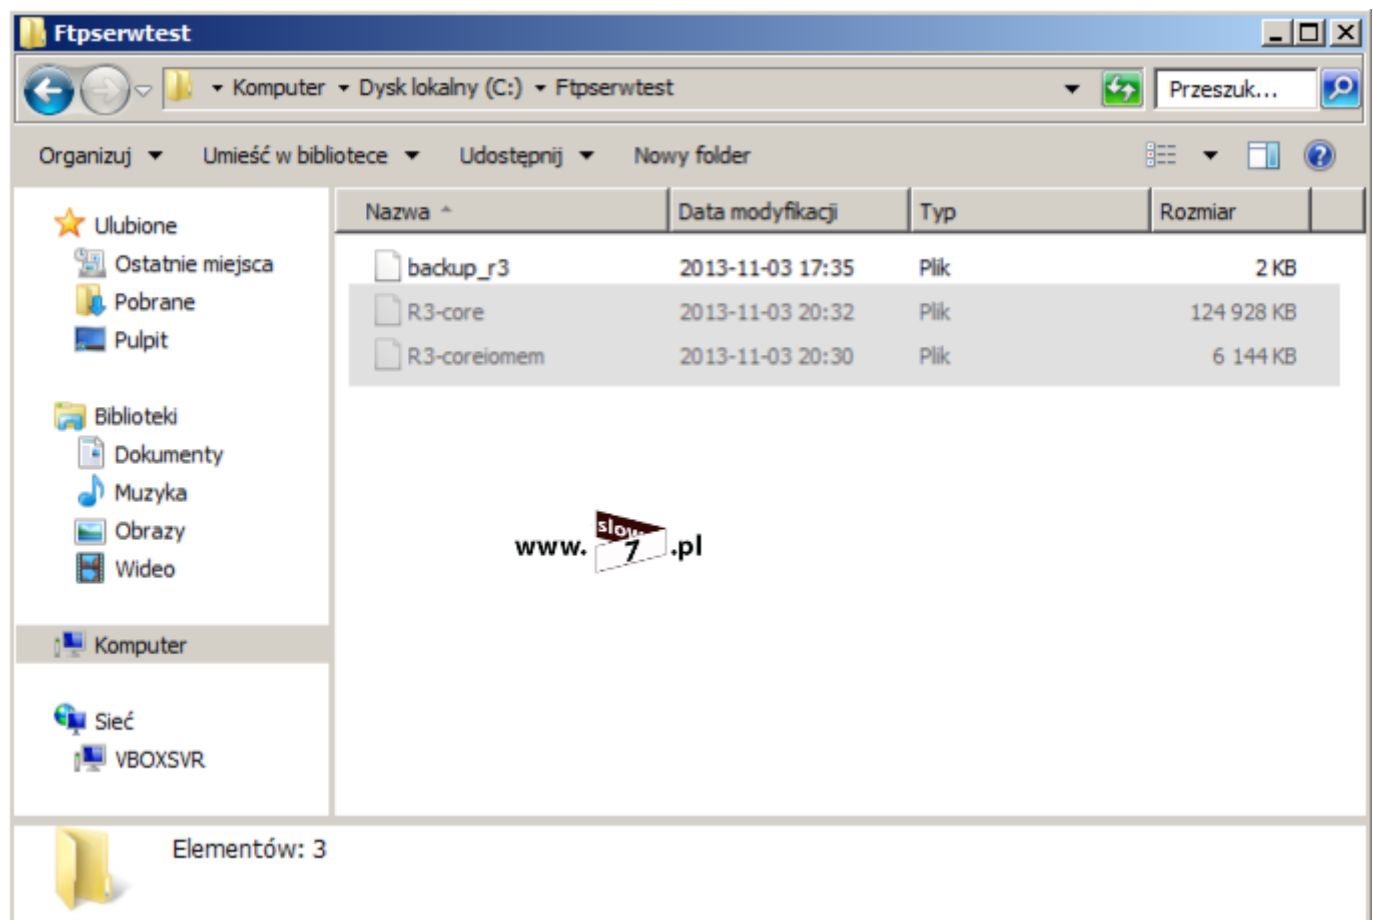 Ftpserwtest
Komputer Dysk lokalny (C:) Ftpserwtest Przeszuk...
Organizuj Umieść w bibliotece Udostępnij Nowy folder
Nazwa Data modyfikacji Typ Rozmiar
Ulubione
Ostatnie miejsca
Pobrane
Pulpit
Biblioteki
Dokumenty
Muzyka
Obrazy
Wideo
Komputer
Sieć
VBOXSVR
backup_r3 2013-11-03 17:35 Plik 2 KB
R3-core 2013-11-03 20:32 Plik 124 928 KB
R3-coreiomem 2013-11-03 20:30 Plik 6 144 KB
www.slow7.pl
Elementów: 3